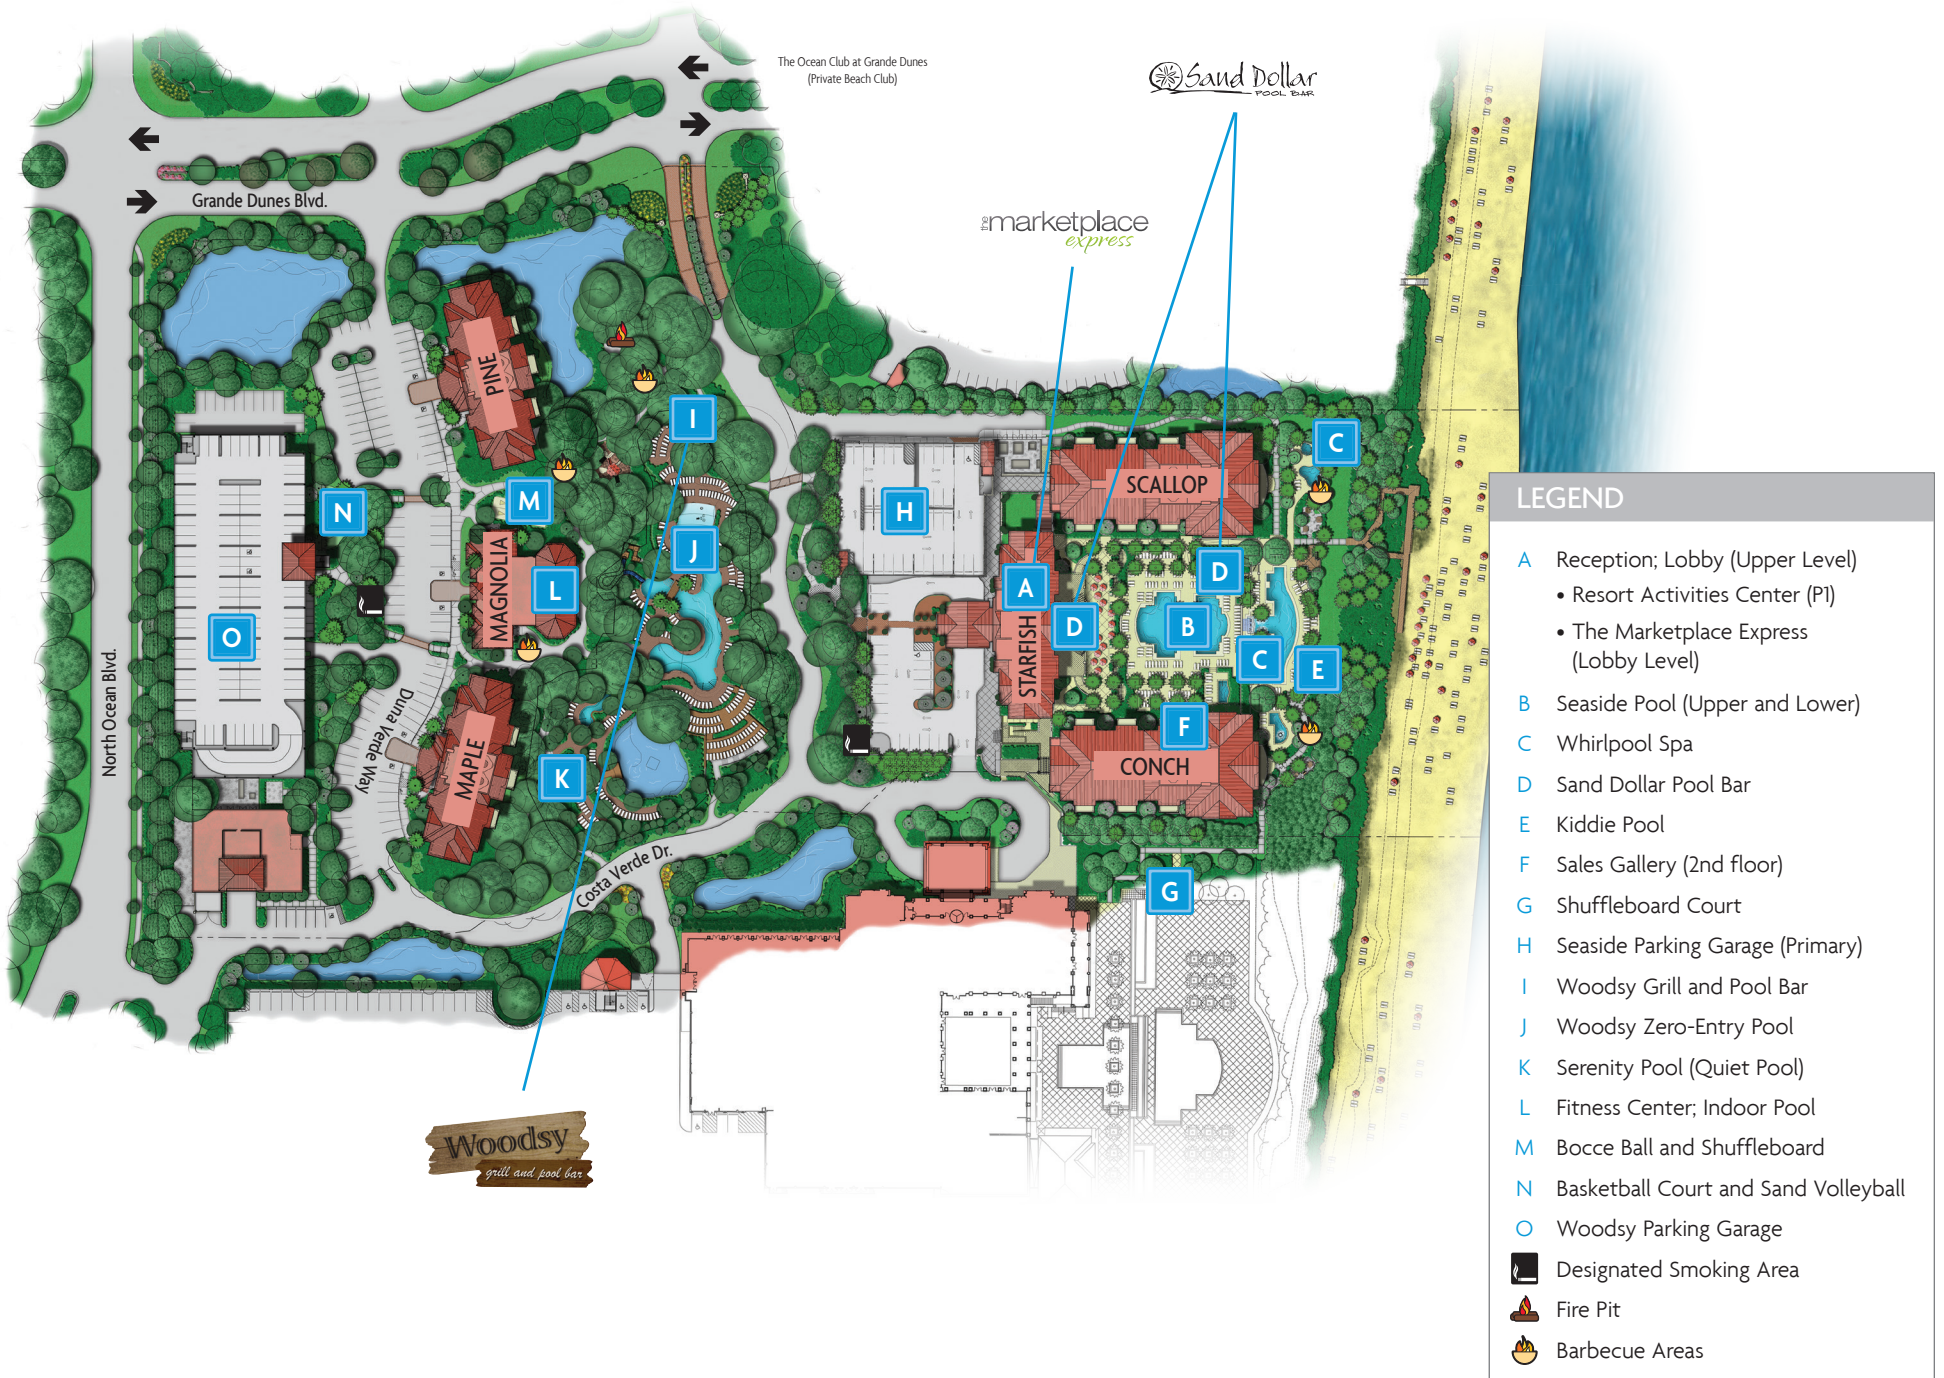 The Ocean Club at Grande Dunes
(Private Beach Club)
Sand Dollar
POOL BAR
the marketplace
express
Grande Dunes Blvd.
PINE
I
C
SCALLOP
M
N
H
J
MAGNOLIA
L
A
D
D
B
O
STARFISH
C
E
North Ocean Blvd.
Duna Verde Way
MAPLE
K
F
CONCH
Costa Verde Dr.
G
Woodsy
grill and pool bar
LEGEND
A Reception; Lobby (Upper Level)
• Resort Activities Center (P1)
• The Marketplace Express
(Lobby Level)
B Seaside Pool (Upper and Lower)
C Whirlpool Spa
D Sand Dollar Pool Bar
E Kiddie Pool
F Sales Gallery (2nd floor)
G Shuffleboard Court
H Seaside Parking Garage (Primary)
I Woodsy Grill and Pool Bar
J Woodsy Zero-Entry Pool
K Serenity Pool (Quiet Pool)
L Fitness Center; Indoor Pool
M Bocce Ball and Shuffleboard
N Basketball Court and Sand Volleyball
O Woodsy Parking Garage
Designated Smoking Area
Fire Pit
Barbecue Areas